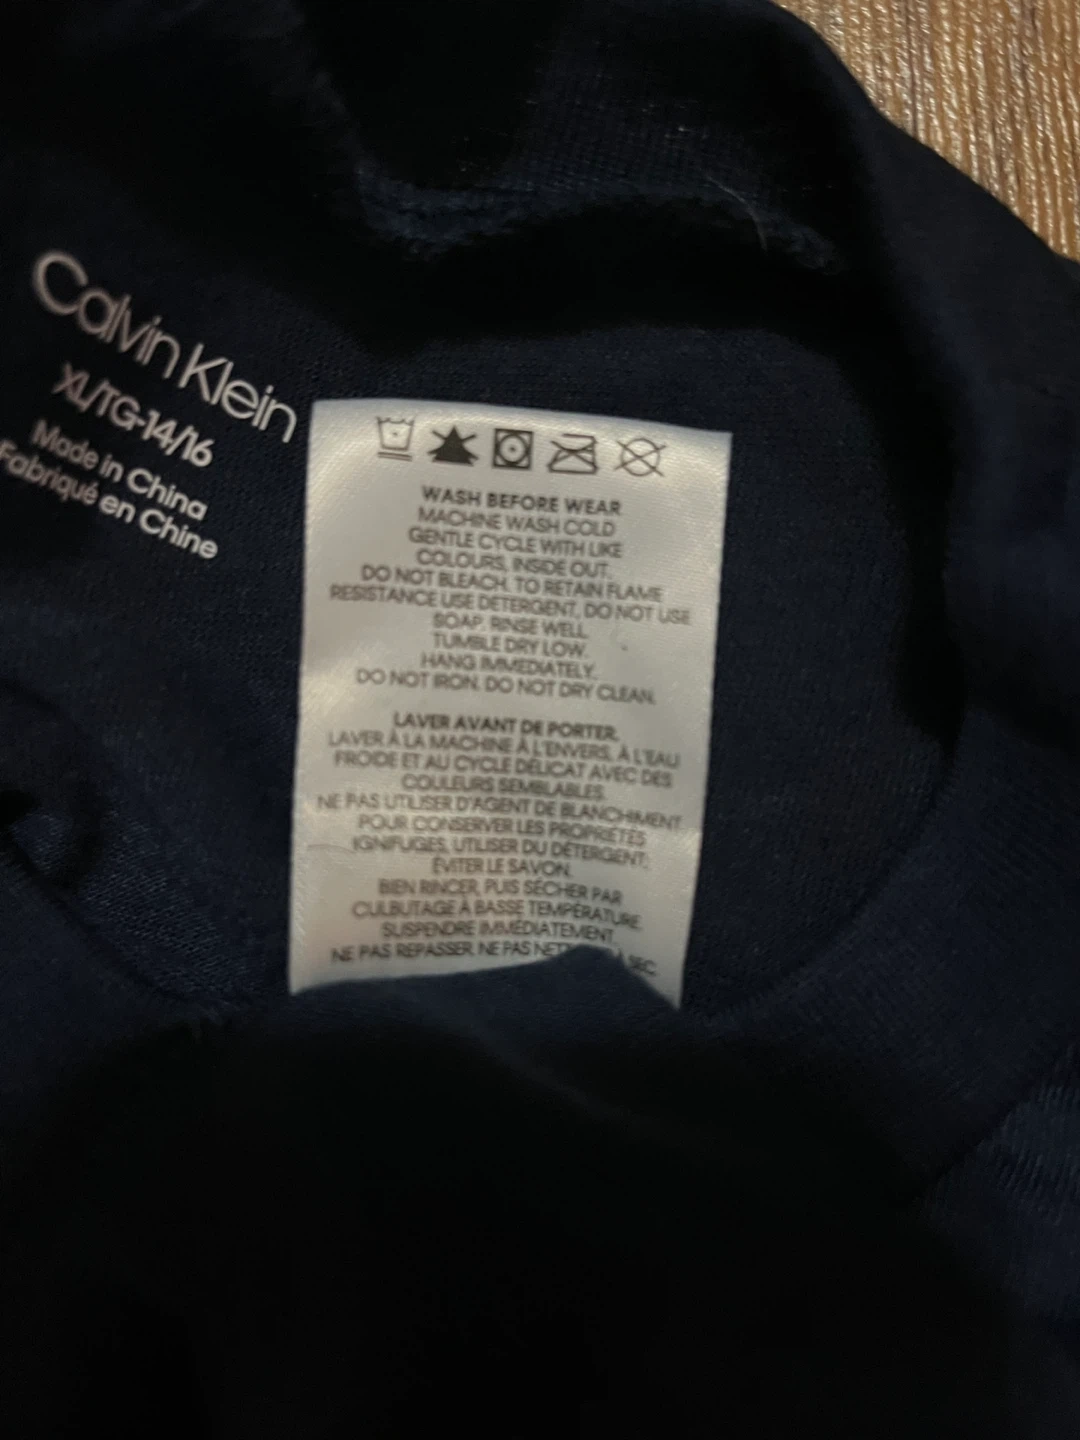 Calvin Klein
XL/TG-14/16
Made in China
Fabriqué en Chine
WASH BEFORE WEAR
MACHINE WASH COLD
GENTLE CYCLE WITH LIKE
COLOURS, INSIDE OUT.
DO NOT BLEACH. TO RETAIN FLAME
RESISTANCE USE DETERGENT, DO NOT USE
SOAP. RINSE WELL.
TUMBLE DRY LOW.
HANG IMMEDIATELY.
DO NOT IRON. DO NOT DRY CLEAN.
LAVER AVANT DE PORTER.
LAVER À LA MACHINE À L'ENVERS, À L'EAU
FROIDE ET AU CYCLE DÉLICAT AVEC DES
COULEURS SEMBLABLES.
NE PAS UTILISER D'AGENT DE BLANCHIMENT
POUR CONSERVER LES PROPRIÉTÉS
IGNIFUGES, UTILISER DU DÉTERGENT;
ÉVITER LE SAVON.
BIEN RINCER, PUIS SÉCHER PAR
CULBUTAGE À BASSE TEMPÉRATURE.
SUSPENDRE IMMÉDIATEMENT.
NE PAS REPASSER. NE PAS À SEC.